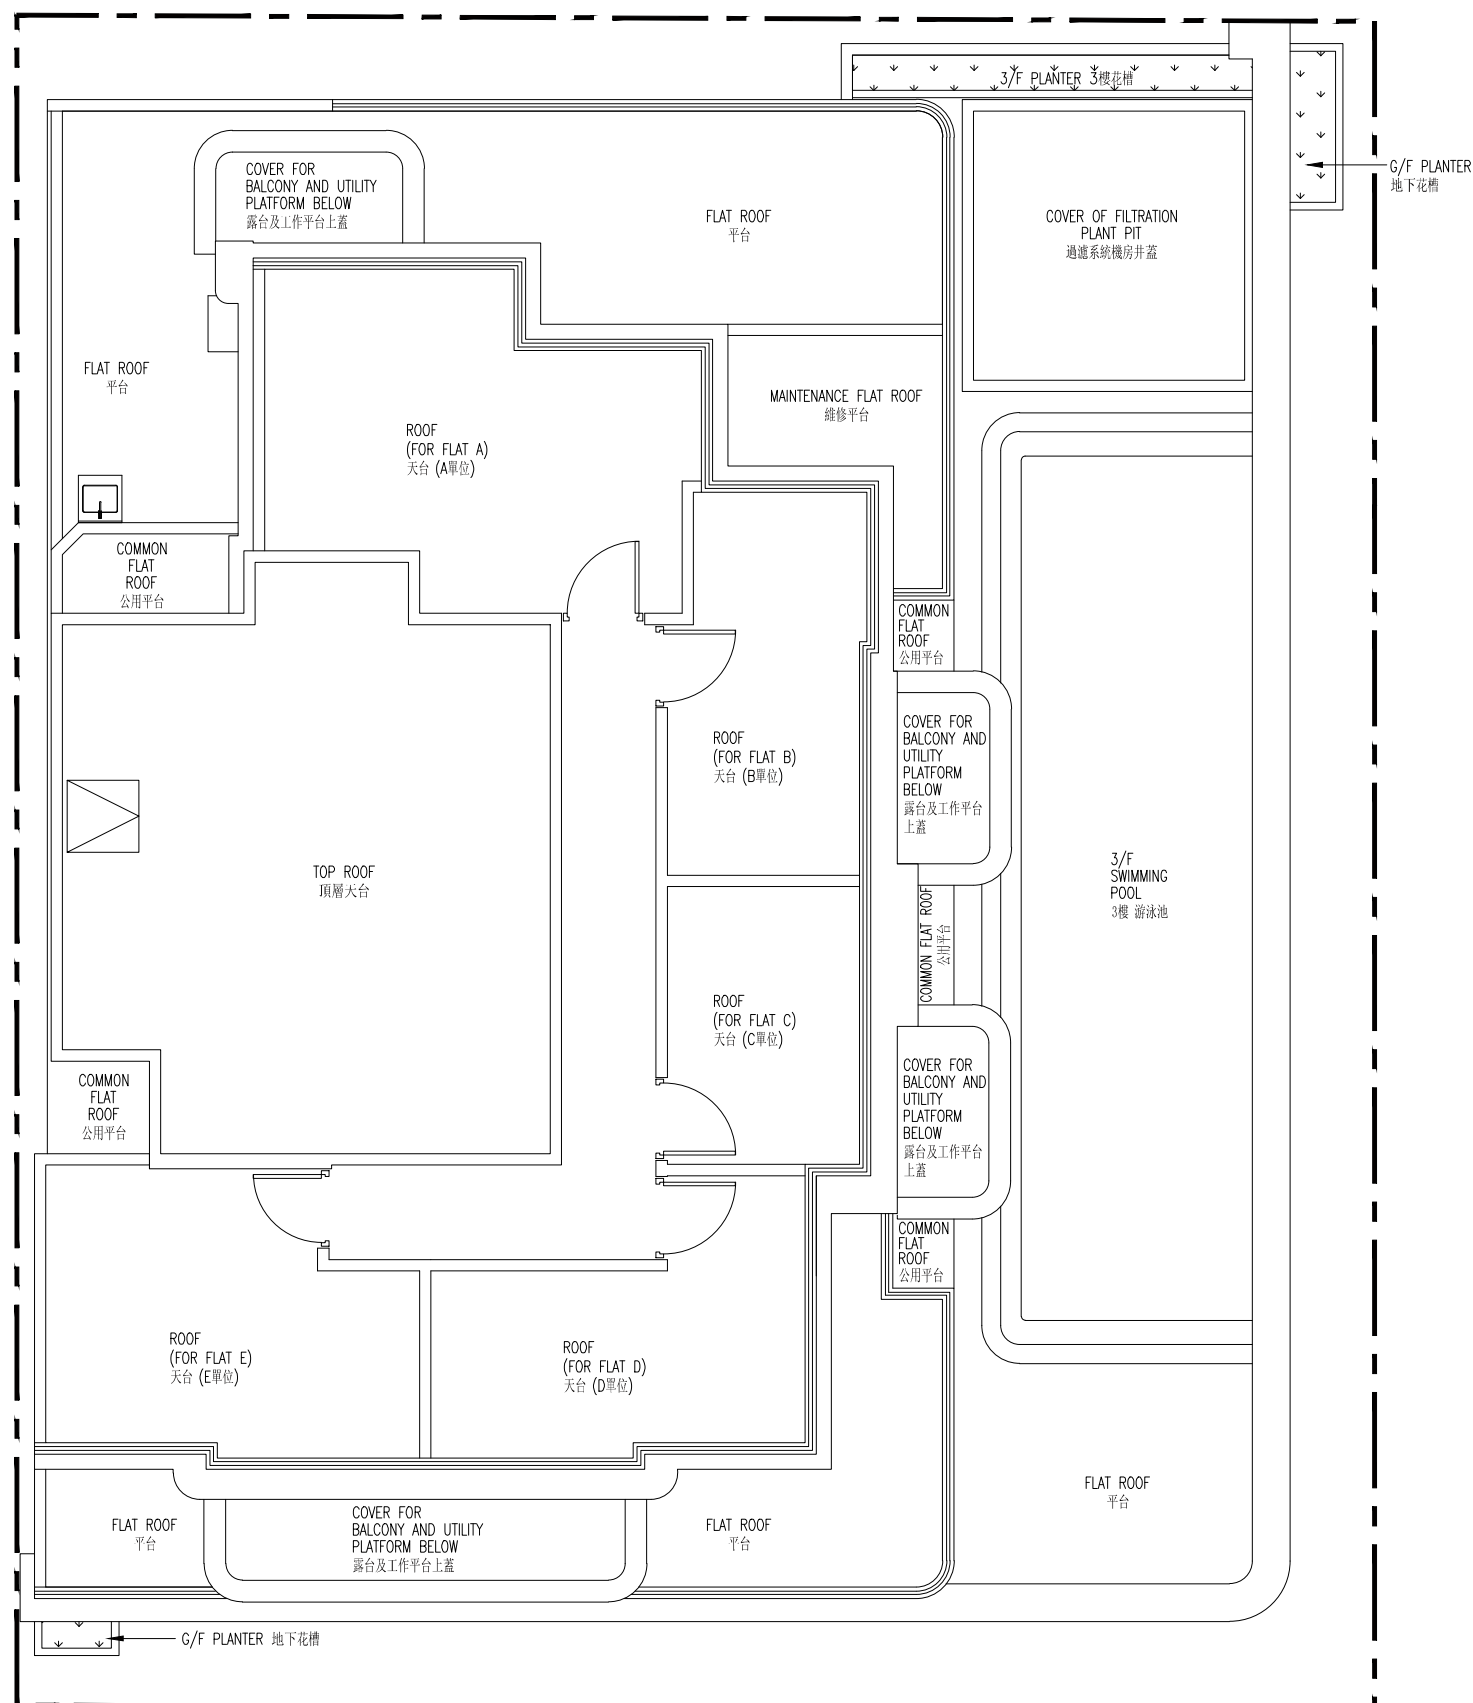 3/F PLANTER 3樓花槽
G/F PLANTER
地下花槽
COVER FOR
BALCONY AND UTILITY
PLATFORM BELOW
露台及工作平台上蓋
FLAT ROOF
平台
COVER OF FILTRATION
PLANT PIT
過濾系統機房井蓋
FLAT ROOF
平台
MAINTENANCE FLAT ROOF
維修平台
ROOF
(FOR FLAT A)
天台 (A單位)
COMMON
FLAT
ROOF
公用平台
COMMON
FLAT
ROOF
公用平台
ROOF
(FOR FLAT B)
天台 (B單位)
COVER FOR
BALCONY AND
UTILITY
PLATFORM
BELOW
露台及工作平台
上蓋
TOP ROOF
頂層天台
3/F
SWIMMING
POOL
3樓 游泳池
COMMON FLAT ROOF
公用平台
ROOF
(FOR FLAT C)
天台 (C單位)
COVER FOR
BALCONY AND
UTILITY
PLATFORM
BELOW
露台及工作平台
上蓋
COMMON
FLAT
ROOF
公用平台
COMMON
FLAT
ROOF
公用平台
ROOF
(FOR FLAT E)
天台 (E單位)
ROOF
(FOR FLAT D)
天台 (D單位)
FLAT ROOF
平台
FLAT ROOF
平台
COVER FOR
BALCONY AND UTILITY
PLATFORM BELOW
露台及工作平台上蓋
FLAT ROOF
平台
G/F PLANTER 地下花槽